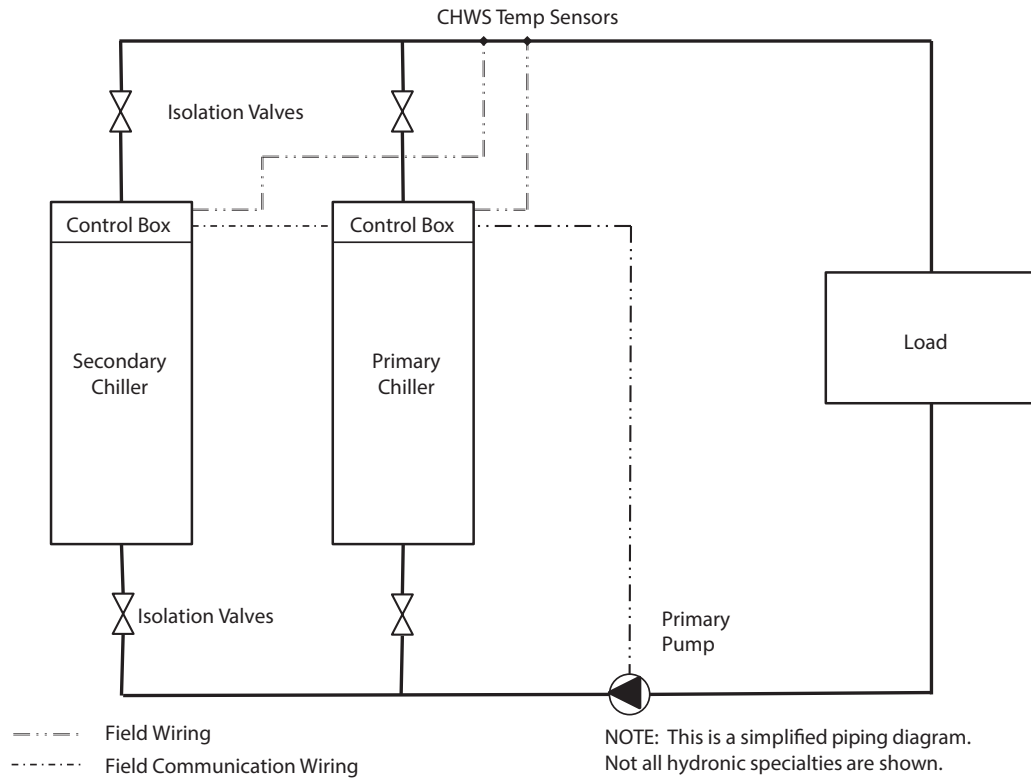 CHWS Temp Sensors
Isolation Valves
Control Box
Control Box
Secondary
Chiller
Primary
Chiller
Load
Isolation Valves
Primary
Pump
Field Wiring
Field Communication Wiring
NOTE: This is a simplified piping diagram.
Not all hydronic specialties are shown.